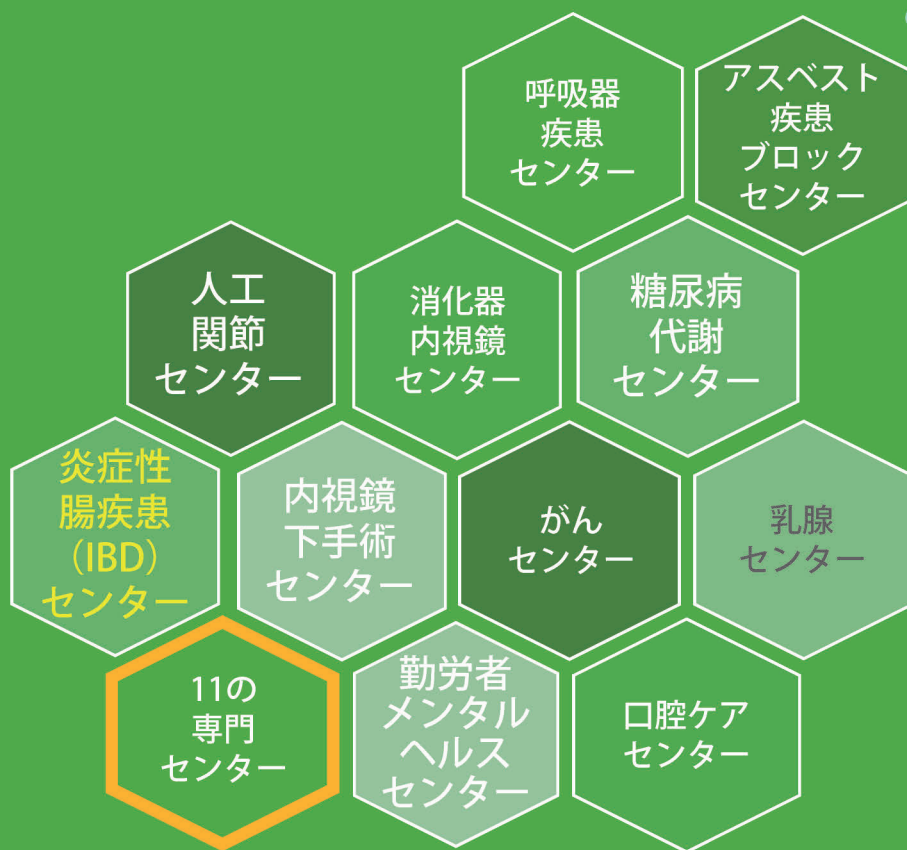 呼吸器
疾患
センター
アスベスト
疾患
ブロック
センター
人工
関節
センター
消化器
内視鏡
センター
糖尿病
代謝
センター
炎症性
腸疾患
（IBD）
センター
内視鏡
下手術
センター
がん
センター
乳腺
センター
11の
専門
センター
勤労者
メンタル
ヘルス
センター
口腔ケア
センター